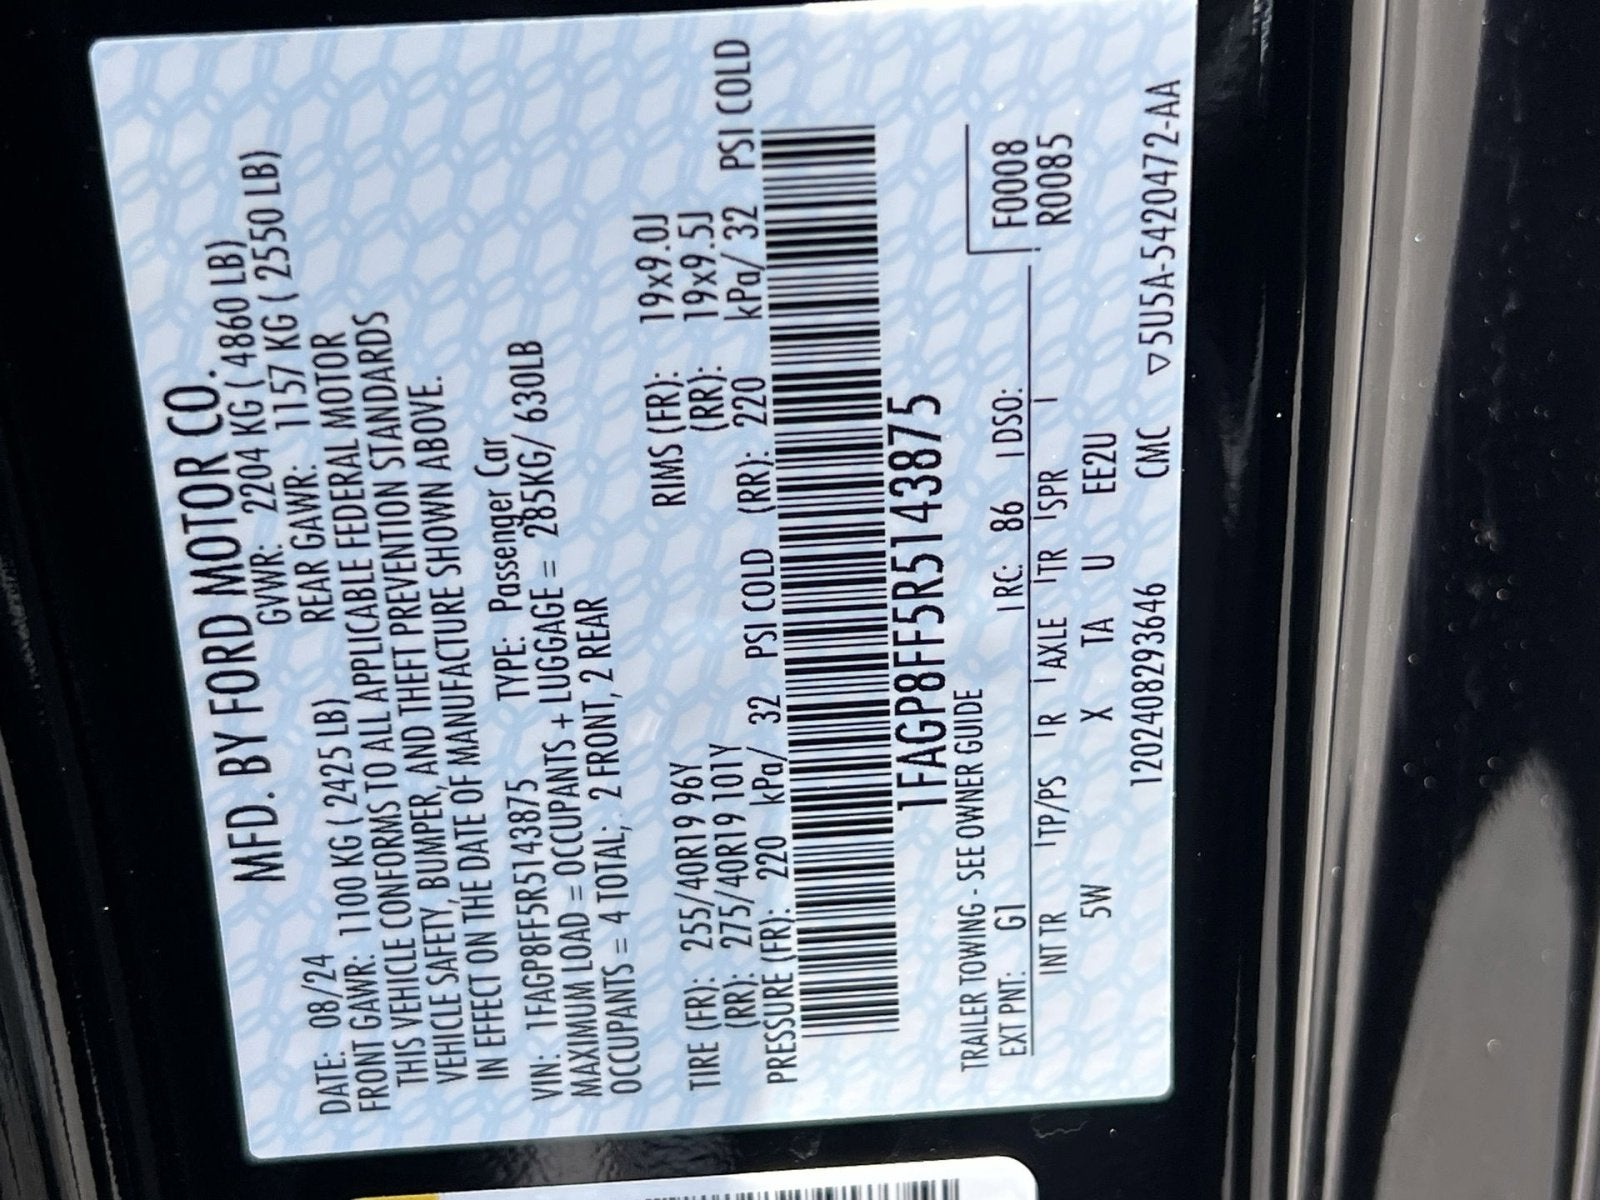 MFD. BY FORD MOTOR CO.
DATE: 08/24 GVWR: 2204 KG ( 4860 LB)
FRONT GAWR: 1100 KG ( 2425 LB) REAR GAWR: 1157 KG ( 2550 LB)
THIS VEHICLE CONFORMS TO ALL APPLICABLE FEDERAL MOTOR
VEHICLE SAFETY, BUMPER, AND THEFT PREVENTION STANDARDS
IN EFFECT ON THE DATE OF MANUFACTURE SHOWN ABOVE.
VIN: 1FAGP8FF5R5143875 TYPE: Passenger Car
MAXIMUM LOAD = OCCUPANTS + LUGGAGE = 285KG/ 630LB
OCCUPANTS = 4 TOTAL; 2 FRONT, 2 REAR
TIRE (FR): 255/40R19 96Y RIMS (FR): 19x9.0J
(RR): 275/40R19 101Y (RR): 19x9.5J
PRESSURE (FR): 220 kPa/ 32 PSI COLD (RR): 220 kPa/ 32 PSI COLD
1FAGP8FF5R5143875
TRAILER TOWING - SEE OWNER GUIDE
EXT PNT: G1 RC: 86 DSO: F0008
INT TR TP/PS R AXLE TR SPR R0085
5W X TA U EE2U
1202408293646 CMC ▽5U5A-5420472-AA